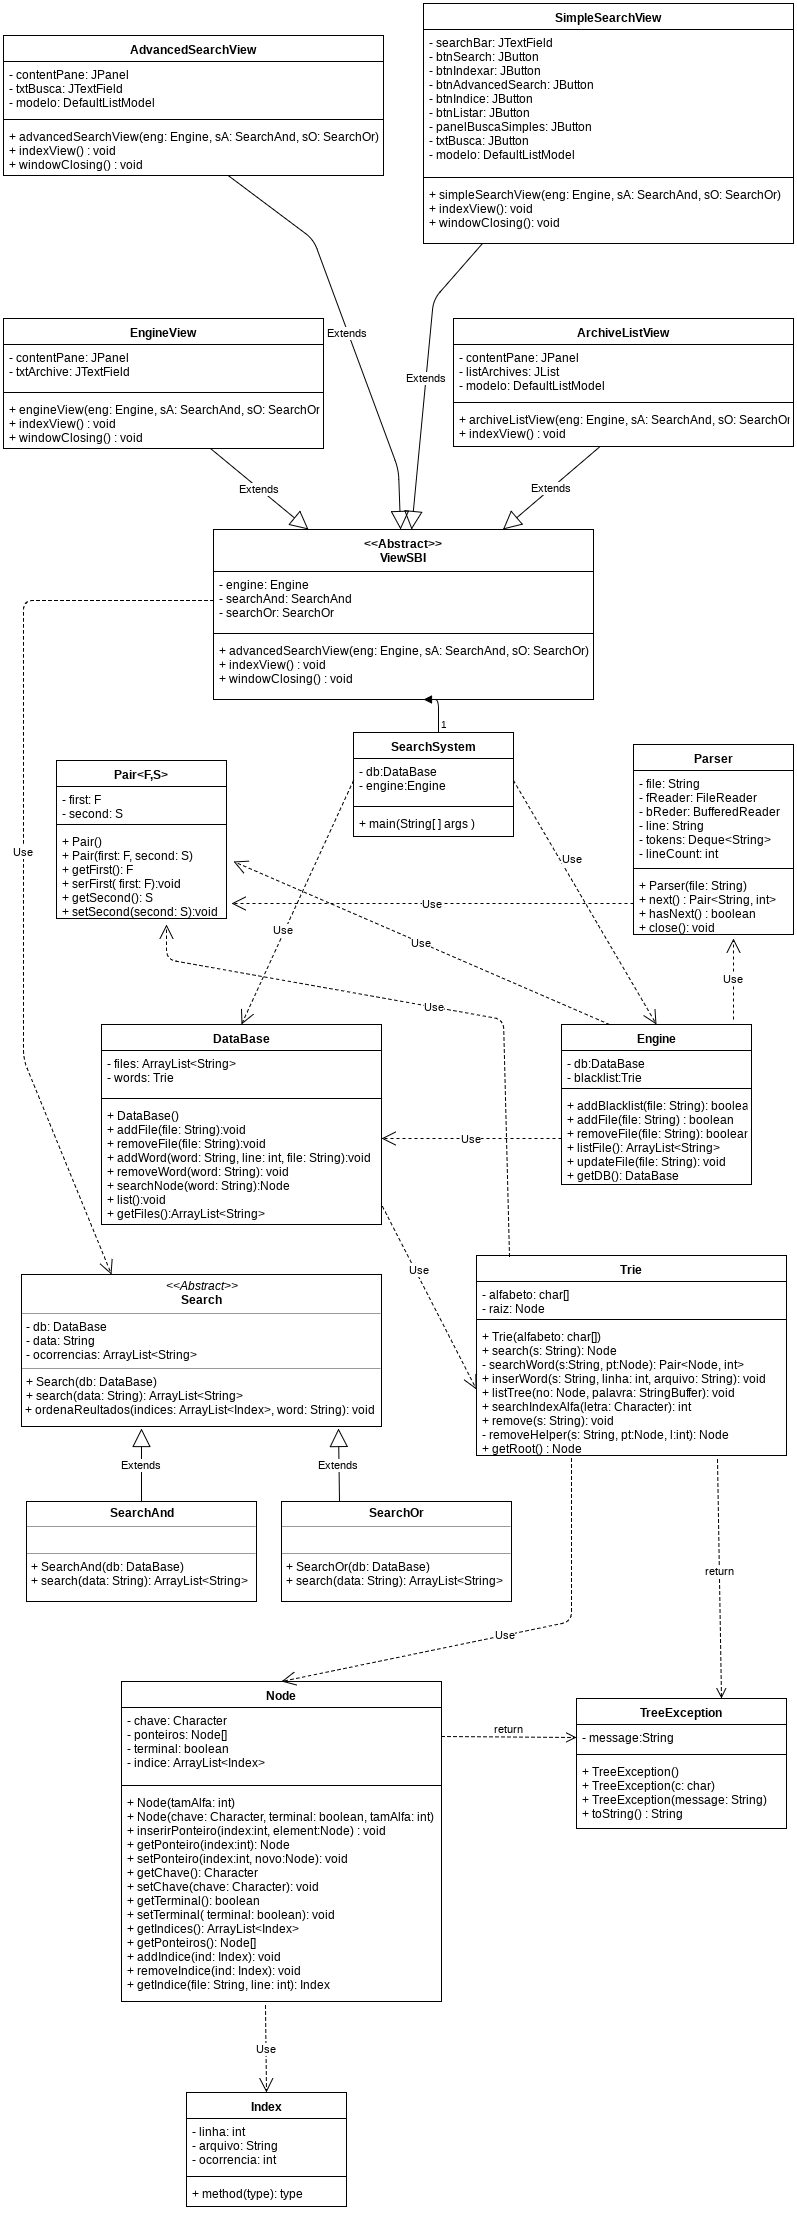 SimpleSearchView
- searchBar: JTextField
- btnSearch: JButton
- btnIndexar: JButton
- btnAdvancedSearch: JButton
- btnIndice: JButton
- btnListar: JButton
- panelBuscaSimples: JButton
- txtBusca: JButton
- modelo: DefaultListModel
+ simpleSearchView(eng: Engine, sA: SearchAnd, sO: SearchOr)
+ indexView(): void
+ windowClosing(): void
AdvancedSearchView
- contentPane: JPanel
- txtBusca: JTextField
- modelo: DefaultListModel
+ advancedSearchView(eng: Engine, sA: SearchAnd, sO: SearchOr)
+ indexView() : void
+ windowClosing() : void
Extends
Extends
EngineView
- contentPane: JPanel
- txtArchive: JTextField
+ engineView(eng: Engine, sA: SearchAnd, sO: SearchOr
+ indexView() : void
+ windowClosing() : void
ArchiveListView
- contentPane: JPanel
- listArchives: JList
- modelo: DefaultListModel
+ archiveListView(eng: Engine, sA: SearchAnd, sO: SearchOr
+ indexView() : void
Extends
Extends
<<Abstract>>
ViewSBI
- engine: Engine
- searchAnd: SearchAnd
- searchOr: SearchOr
+ advancedSearchView(eng: Engine, sA: SearchAnd, sO: SearchOr)
+ indexView() : void
+ windowClosing() : void
1
SearchSystem
- db:DataBase
- engine:Engine
+ main(String[ ] args )
Pair<F,S>
- first: F
- second: S
+ Pair()
+ Pair(first: F, second: S)
+ getFirst(): F
+ serFirst( first: F):void
+ getSecond(): S
+ setSecond(second: S):void
Parser
- file: String
- fReader: FileReader
- bReder: BufferedReader
- line: String
- tokens: Deque<String>
- lineCount: int
+ Parser(file: String)
+ next() : Pair<String, int>
+ hasNext() : boolean
+ close(): void
Use
Use
Use
Use
Use
Use
Use
DataBase
- files: ArrayList<String>
- words: Trie
+ DataBase()
+ addFile(file: String):void
+ removeFile(file: String):void
+ addWord(word: String, line: int, file: String):void
+ removeWord(word: String): void
+ searchNode(word: String):Node
+ list():void
+ getFiles():ArrayList<String>
Engine
- db:DataBase
- blacklist:Trie
+ addBlacklist(file: String): boolea
+ addFile(file: String) : boolean
+ removeFile(file: String): boolean
+ listFile(): ArrayList<String>
+ updateFile(file: String): void
+ getDB(): DataBase
Use
Use
<<Abstract>>
Search
- db: DataBase
- data: String
- ocorrencias: ArrayList<String>
+ Search(db: DataBase)
+ search(data: String): ArrayList<String>
+ ordenaReultados(indices: ArrayList<Index>, word: String): void
Trie
- alfabeto: char[]
- raiz: Node
+ Trie(alfabeto: char[])
+ search(s: String): Node
- searchWord(s:String, pt:Node): Pair<Node, int>
+ inserWord(s: String, linha: int, arquivo: String): void
+ listTree(no: Node, palavra: StringBuffer): void
+ searchIndexAlfa(letra: Character): int
+ remove(s: String): void
- removeHelper(s: String, pt:Node, l:int): Node
+ getRoot() : Node
Extends
Extends
SearchAnd
+ SearchAnd(db: DataBase)
+ search(data: String): ArrayList<String>
SearchOr
+ SearchOr(db: DataBase)
+ search(data: String): ArrayList<String>
return
Use
Node
- chave: Character
- ponteiros: Node[]
- terminal: boolean
- indice: ArrayList<Index>
+ Node(tamAlfa: int)
+ Node(chave: Character, terminal: boolean, tamAlfa: int)
+ inserirPonteiro(index:int, element:Node) : void
+ getPonteiro(index:int): Node
+ setPonteiro(index:int, novo:Node): void
+ getChave(): Character
+ setChave(chave: Character): void
+ getTerminal(): boolean
+ setTerminal( terminal: boolean): void
+ getIndices(): ArrayList<Index>
+ getPonteiros(): Node[]
+ addIndice(ind: Index): void
+ removeIndice(ind: Index): void
+ getIndice(file: String, line: int): Index
return
TreeException
- message:String
+ TreeException()
+ TreeException(c: char)
+ TreeException(message: String)
+ toString() : String
Use
Index
- linha: int
- arquivo: String
- ocorrencia: int
+ method(type): type